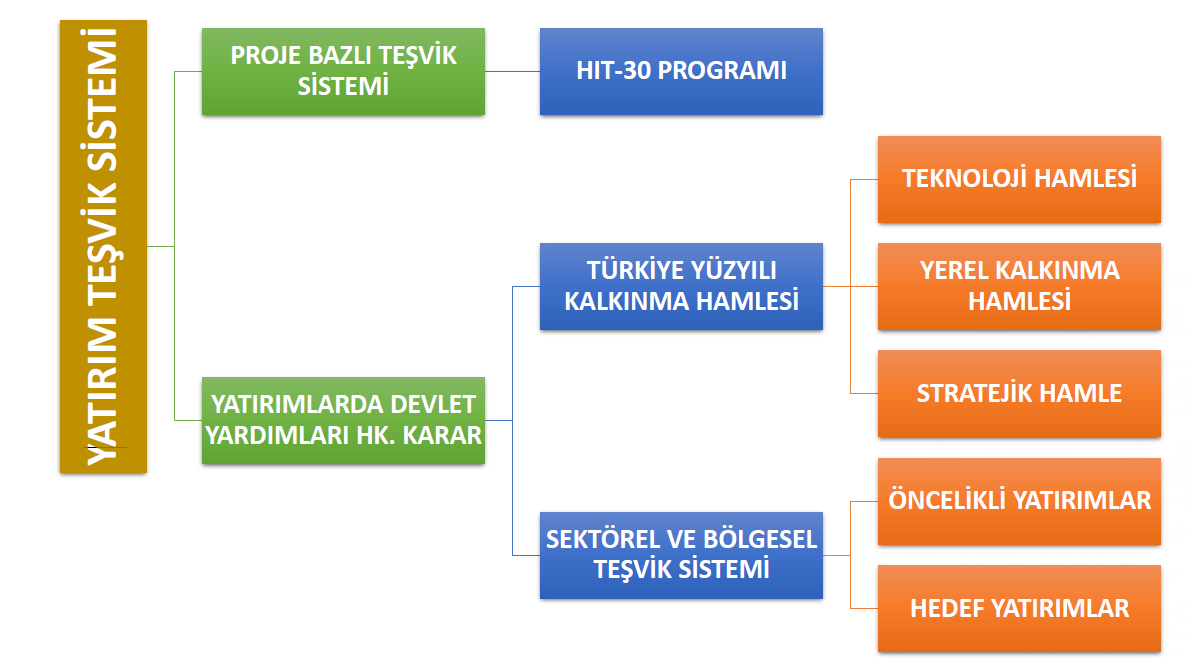 YATIRIM TEŞVİK SİSTEMİ
PROJE BAZLI TEŞVİK
SİSTEMİ
HIT-30 PROGRAMI
YATIRIMLARDA DEVLET
YARDIMLARI HK. KARAR
TÜRKİYE YÜZYILI
KALKINMA HAMLESİ
TEKNOLOJİ HAMLESİ
YEREL KALKINMA
HAMLESİ
STRATEJİK HAMLE
SEKTÖREL VE BÖLGESEL
TEŞVİK SİSTEMİ
ÖNCELİKLİ YATIRIMLAR
HEDEF YATIRIMLAR